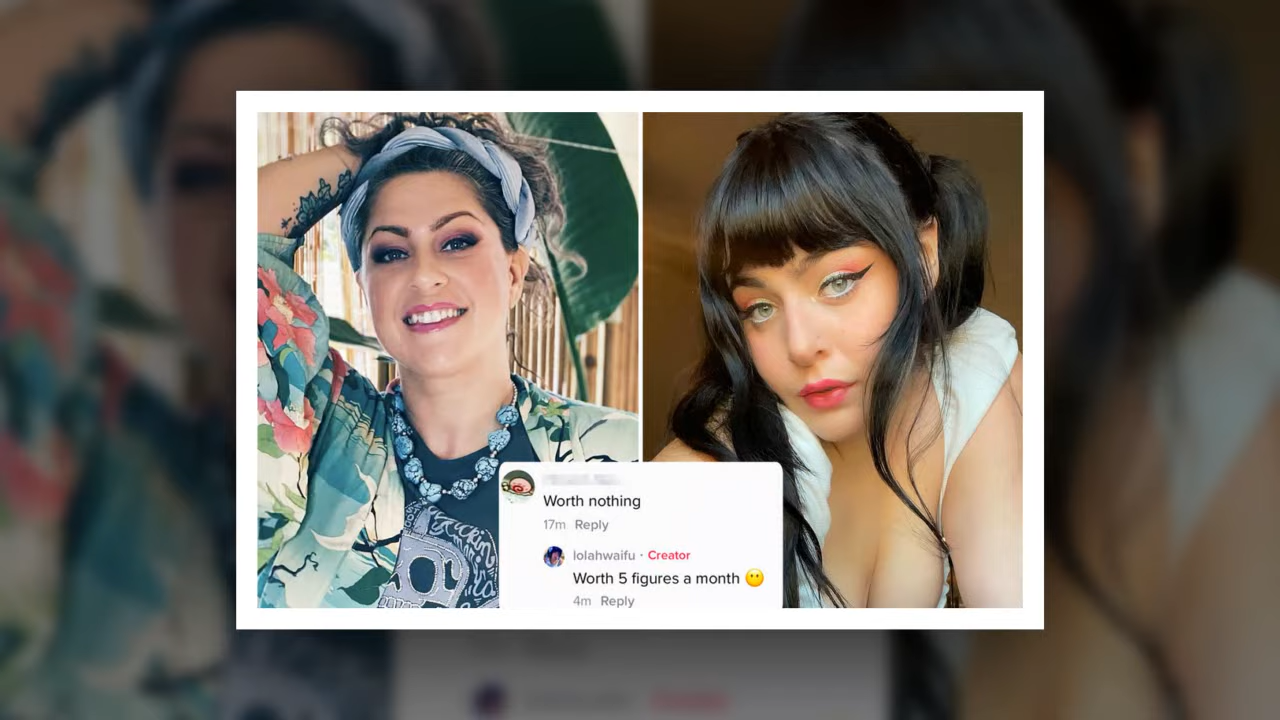 Worth nothing
17m Reply
lolahwaifu · Creator
Worth 5 figures a month 😶
4m Reply